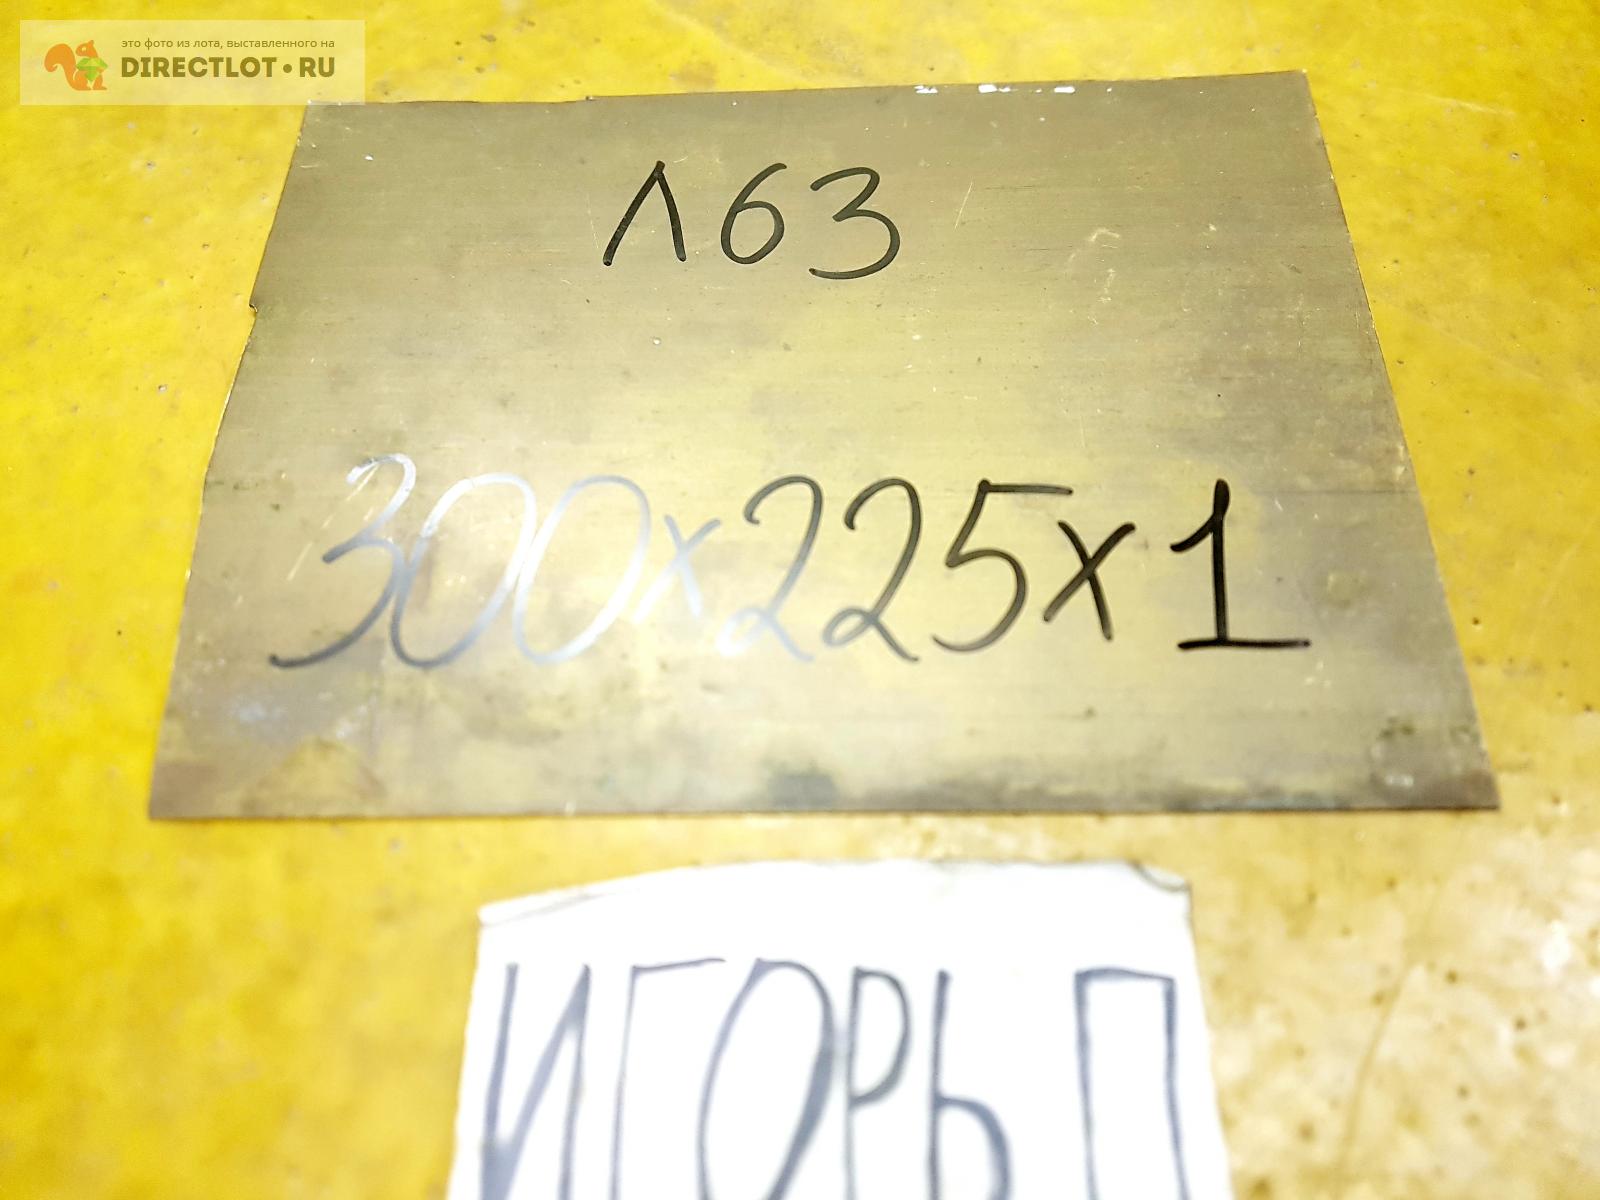 это фото из лота, выставленного на
DIRECTLOT•RU
Л63
300x225x1
ИГОРЬ П